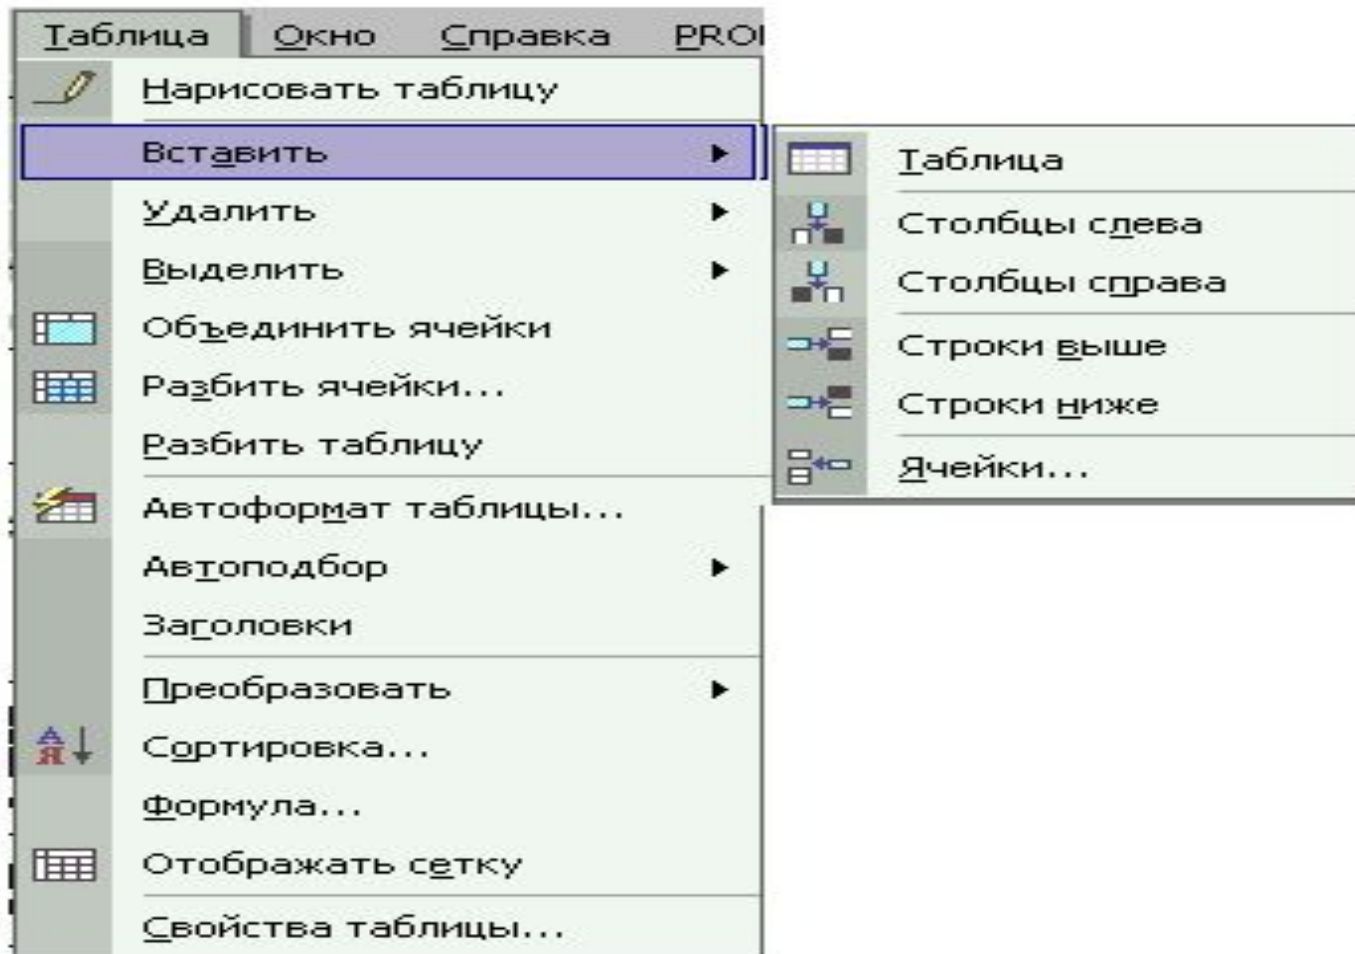 Таблица Окно Справка PRO
Нарисовать таблицу
Вставить
Удалить
Выделить
Объединить ячейки
Разбить ячейки...
Разбить таблицу
Автоформат таблицы...
Автоподбор
Заголовки
Преобразовать
Сортировка...
Формула...
Отображать сетку
Свойства таблицы...
Таблица
Столбцы слева
Столбцы справа
Строки выше
Строки ниже
Ячейки...